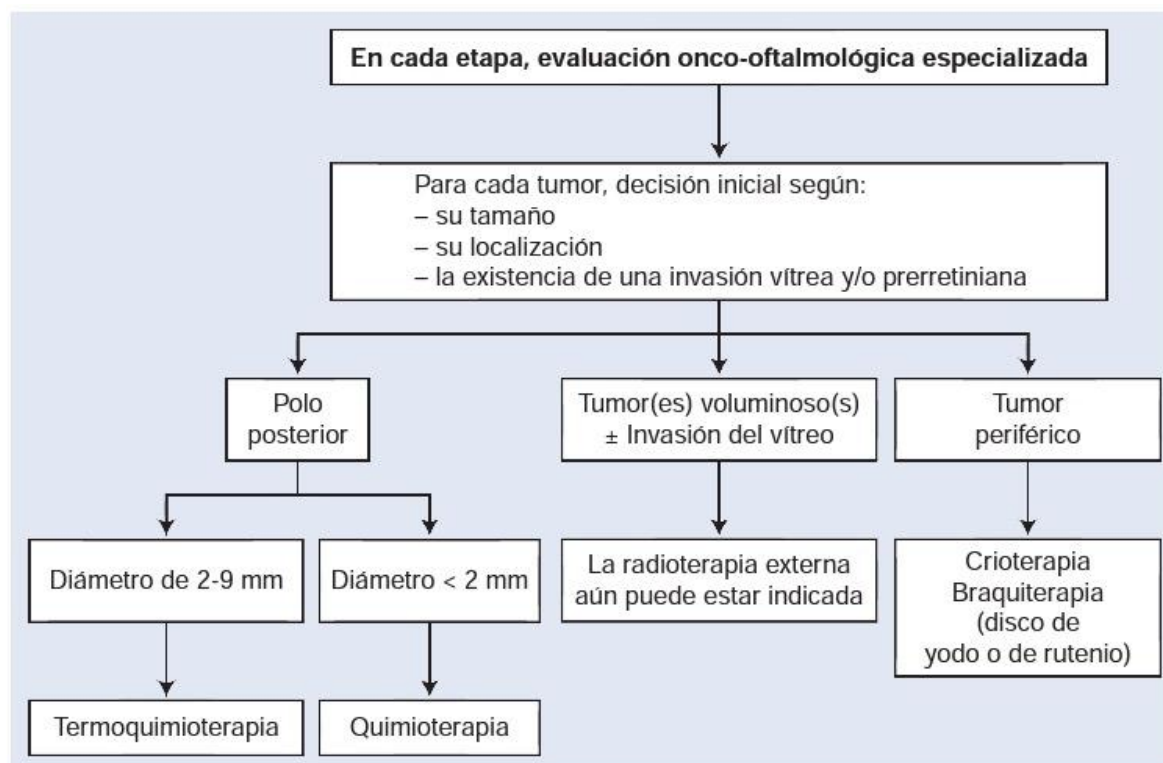 En cada etapa, evaluación onco-oftalmológica especializada
Para cada tumor, decisión inicial según:
– su tamaño
– su localización
– la existencia de una invasión vítrea y/o prerretiniana
Polo
posterior
Tumor(es) voluminoso(s)
± Invasión del vítreo
Tumor
periférico
Diámetro de 2-9 mm
Diámetro < 2 mm
La radioterapia externa
aún puede estar indicada
Crioterapia
Braquiterapia
(disco de
yodo o de rutenio)
Termoquimioterapia
Quimioterapia